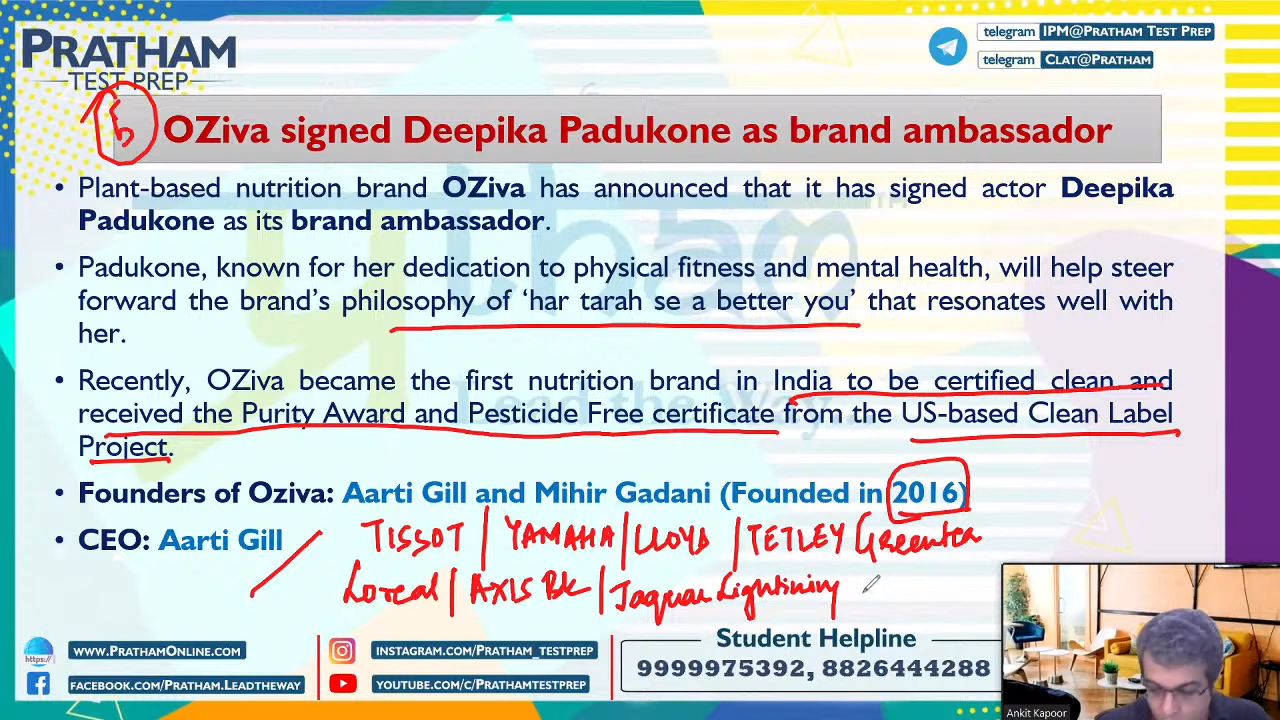 PRATHAM
TEST PREP
telegram IPM@PRATHAM TEST PREP
telegram CLAT@PRATHAM
OZiva signed Deepika Padukone as brand ambassador
• Plant-based nutrition brand OZiva has announced that it has signed actor Deepika
Padukone as its brand ambassador.
• Padukone, known for her dedication to physical fitness and mental health, will help steer
forward the brand's philosophy of 'har tarah se a better you' that resonates well with
her.
• Recently, OZiva became the first nutrition brand in India to be certified clean and
received the Purity Award and Pesticide Free certificate from the US-based Clean Label
Project.
• Founders of Oziva: Aarti Gill and Mihir Gadani (Founded in 2016)
• CEO: Aarti Gill
TISSOT | YAMAHA | LLOYD | TETLEY Greentea
Loreal | AXIS Bk | Jaquar Lightining
https://
WWW.PRATHAMONLINE.COM
INSTAGRAM.COM/PRATHAM_TESTPREP
FACEBOOK.COM/PRATHAM.LEADTHEWAY
YOUTUBE.COM/C/PRATHAMTESTPREP
Student Helpline
9999975392, 8826444288
Ankit Kapoor
Lead the Way...